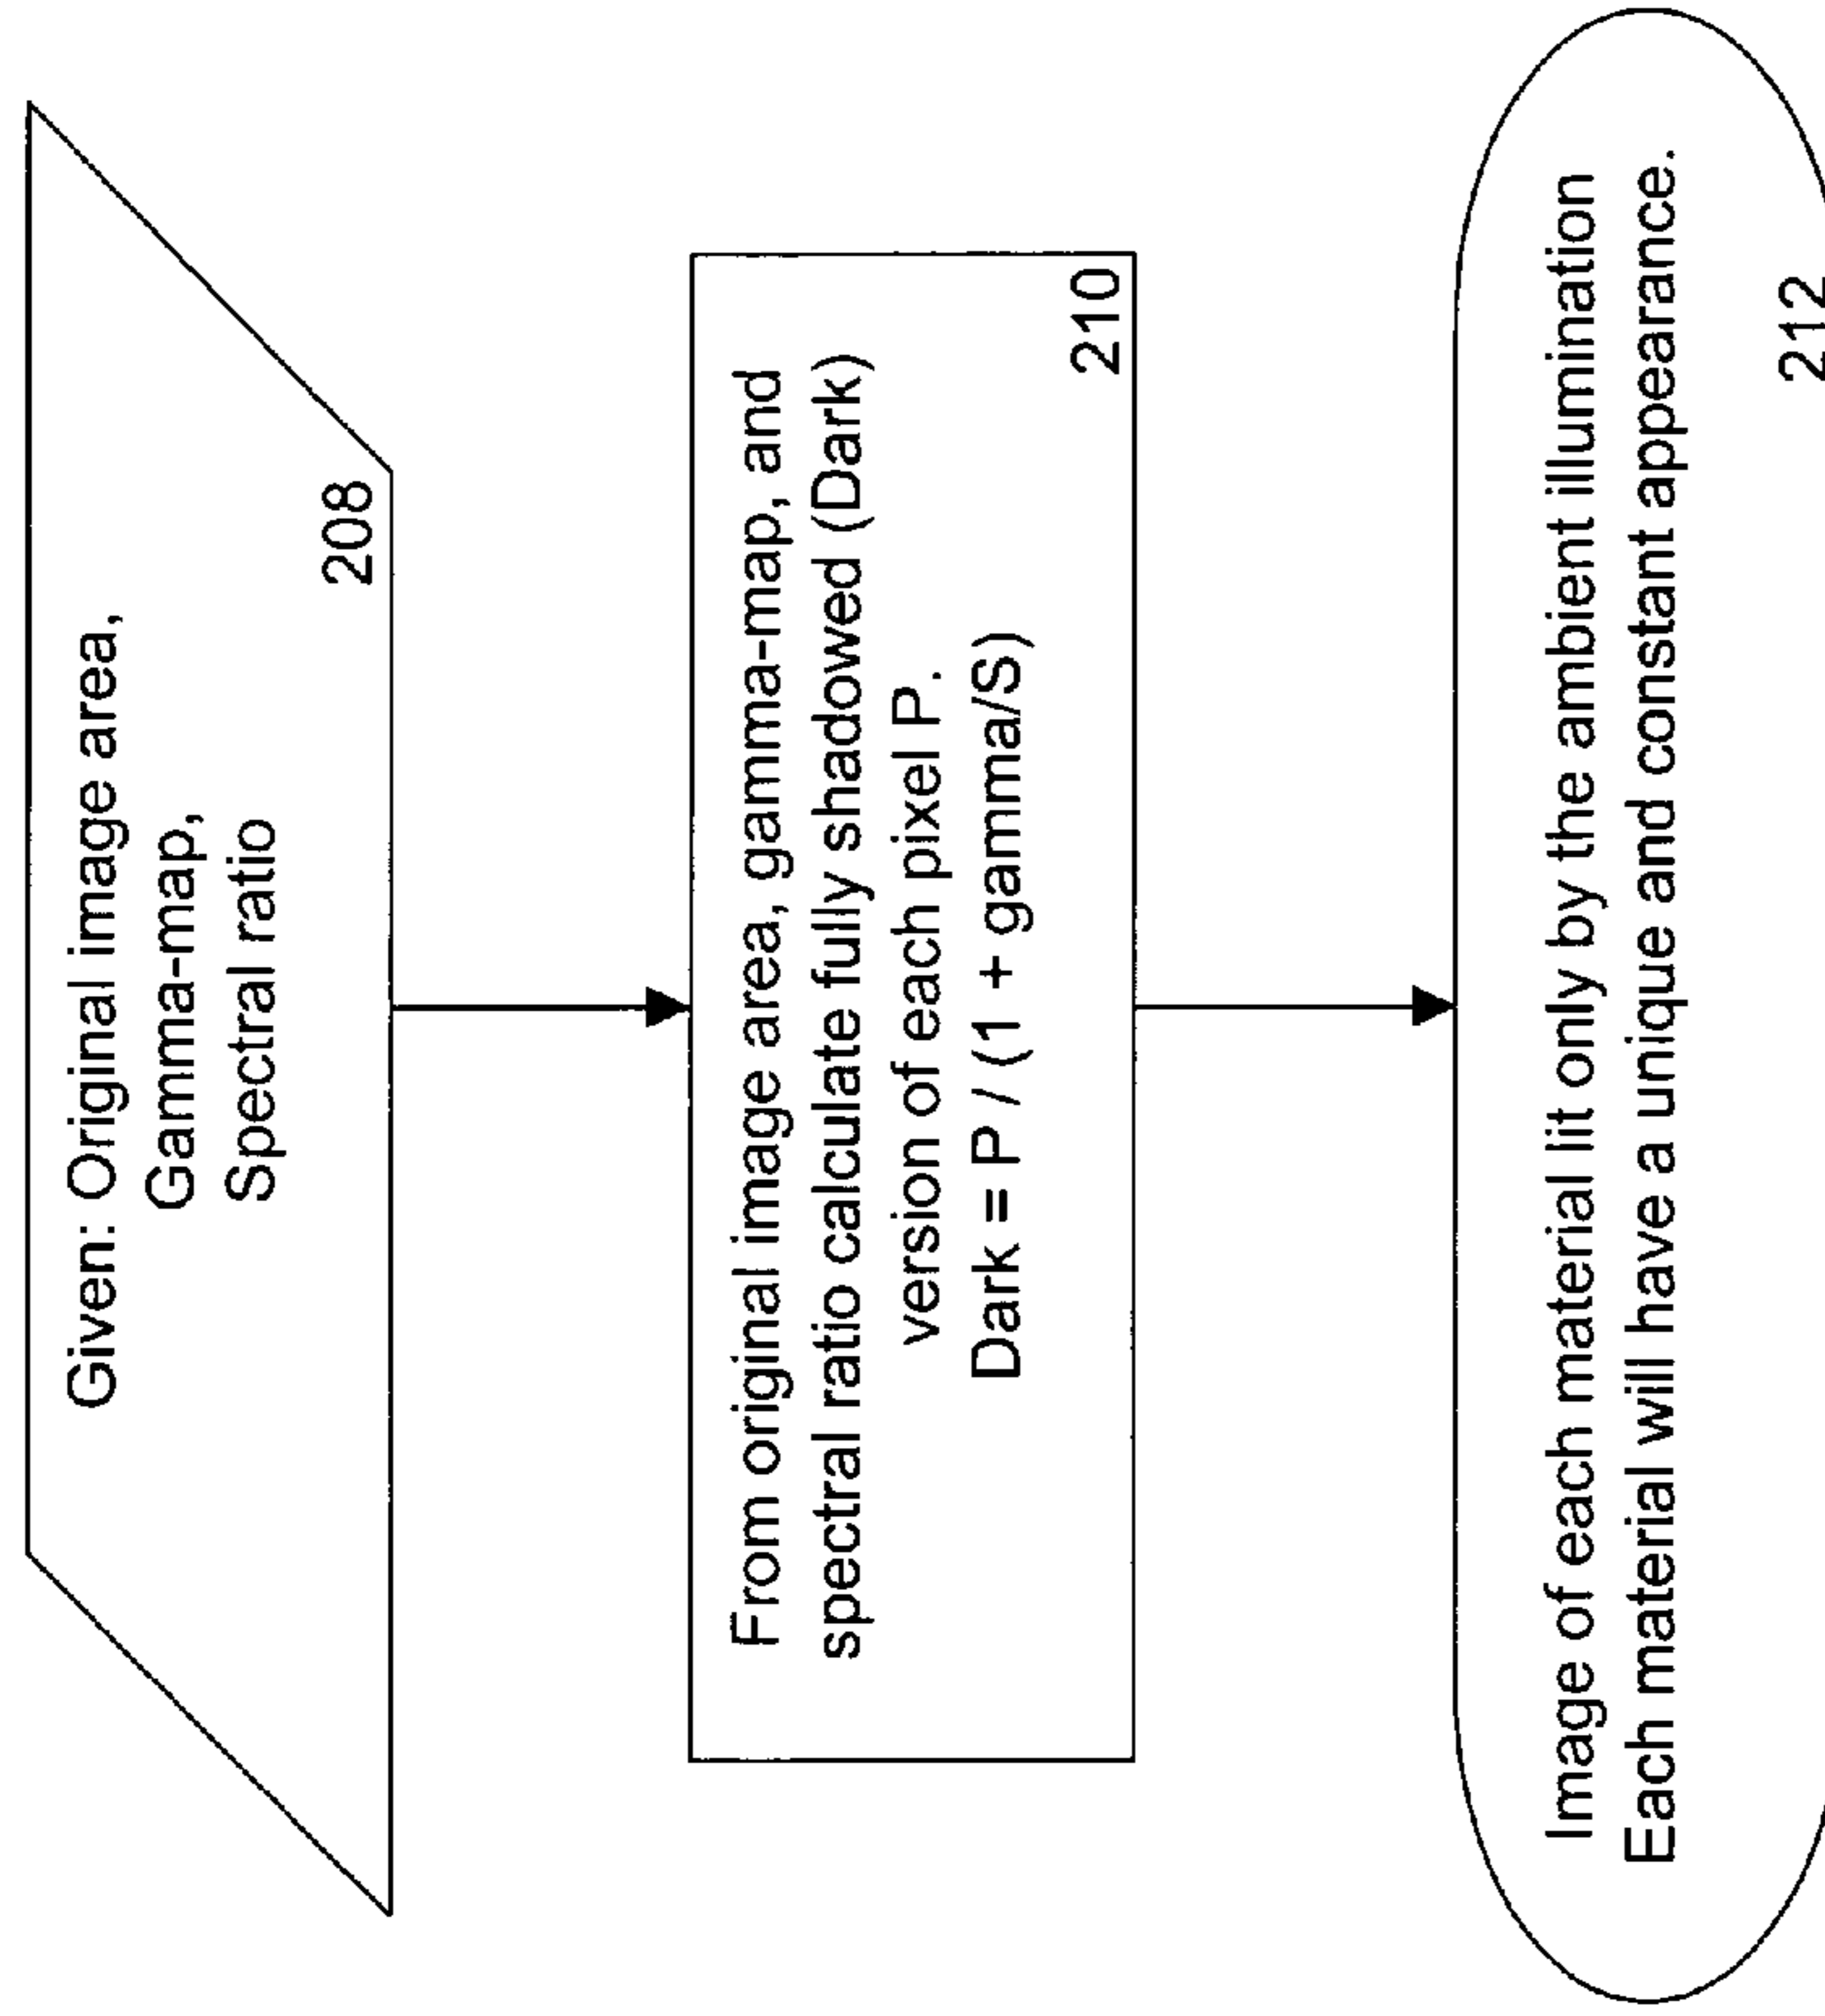 Given: Original image area,
Gamma-map,
Spectral ratio
208
From original image area, gamma-map, and
spectral ratio calculate fully shadowed (Dark)
version of each pixel P.
Dark = P / (1 + gamma/S)
210
Image of each material lit only by the ambient illumination
Each material will have a unique and constant appearance.
212